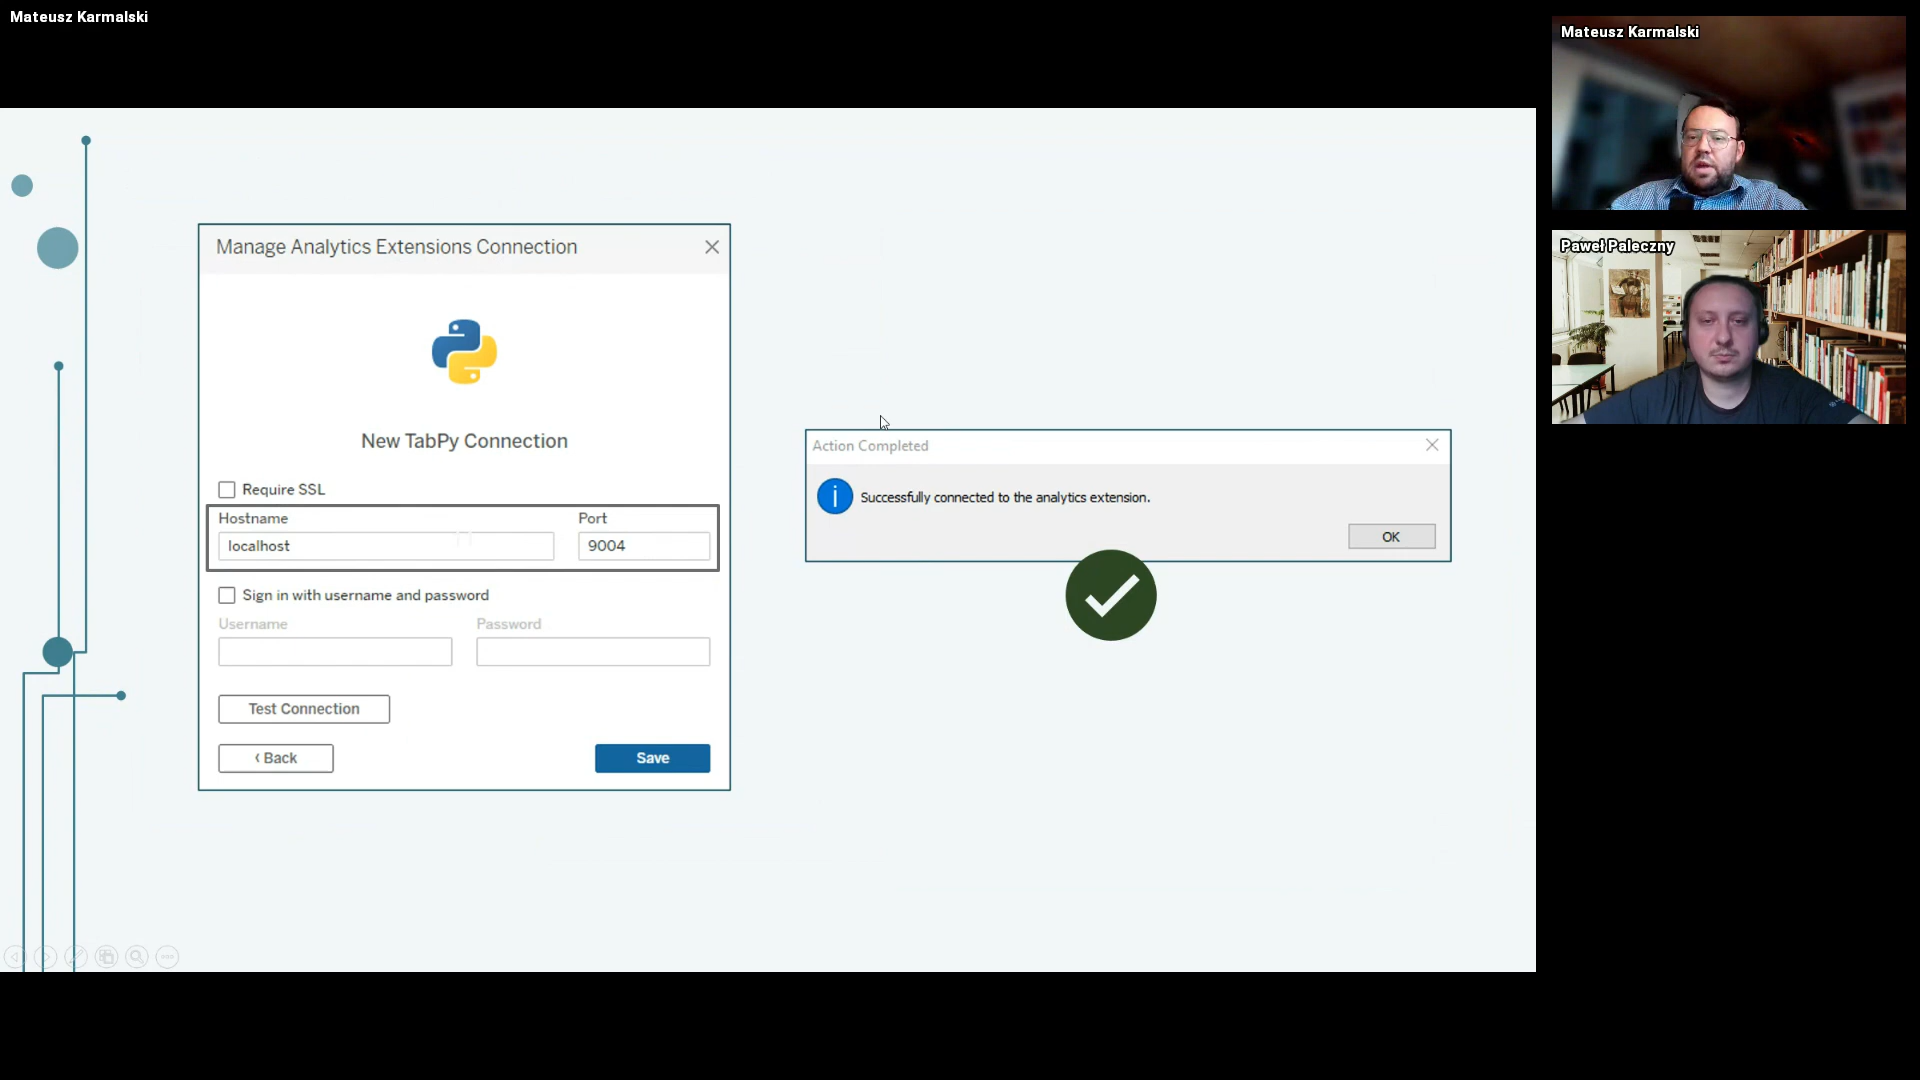 Mateusz Karmalski
Mateusz Karmalski
Paweł Paleczny
Manage Analytics Extensions Connection
New TabPy Connection
Require SSL
Hostname
Port
localhost
9004
Sign in with username and password
Username
Password
Test Connection
‹ Back
Save
Action Completed
Successfully connected to the analytics extension.
OK